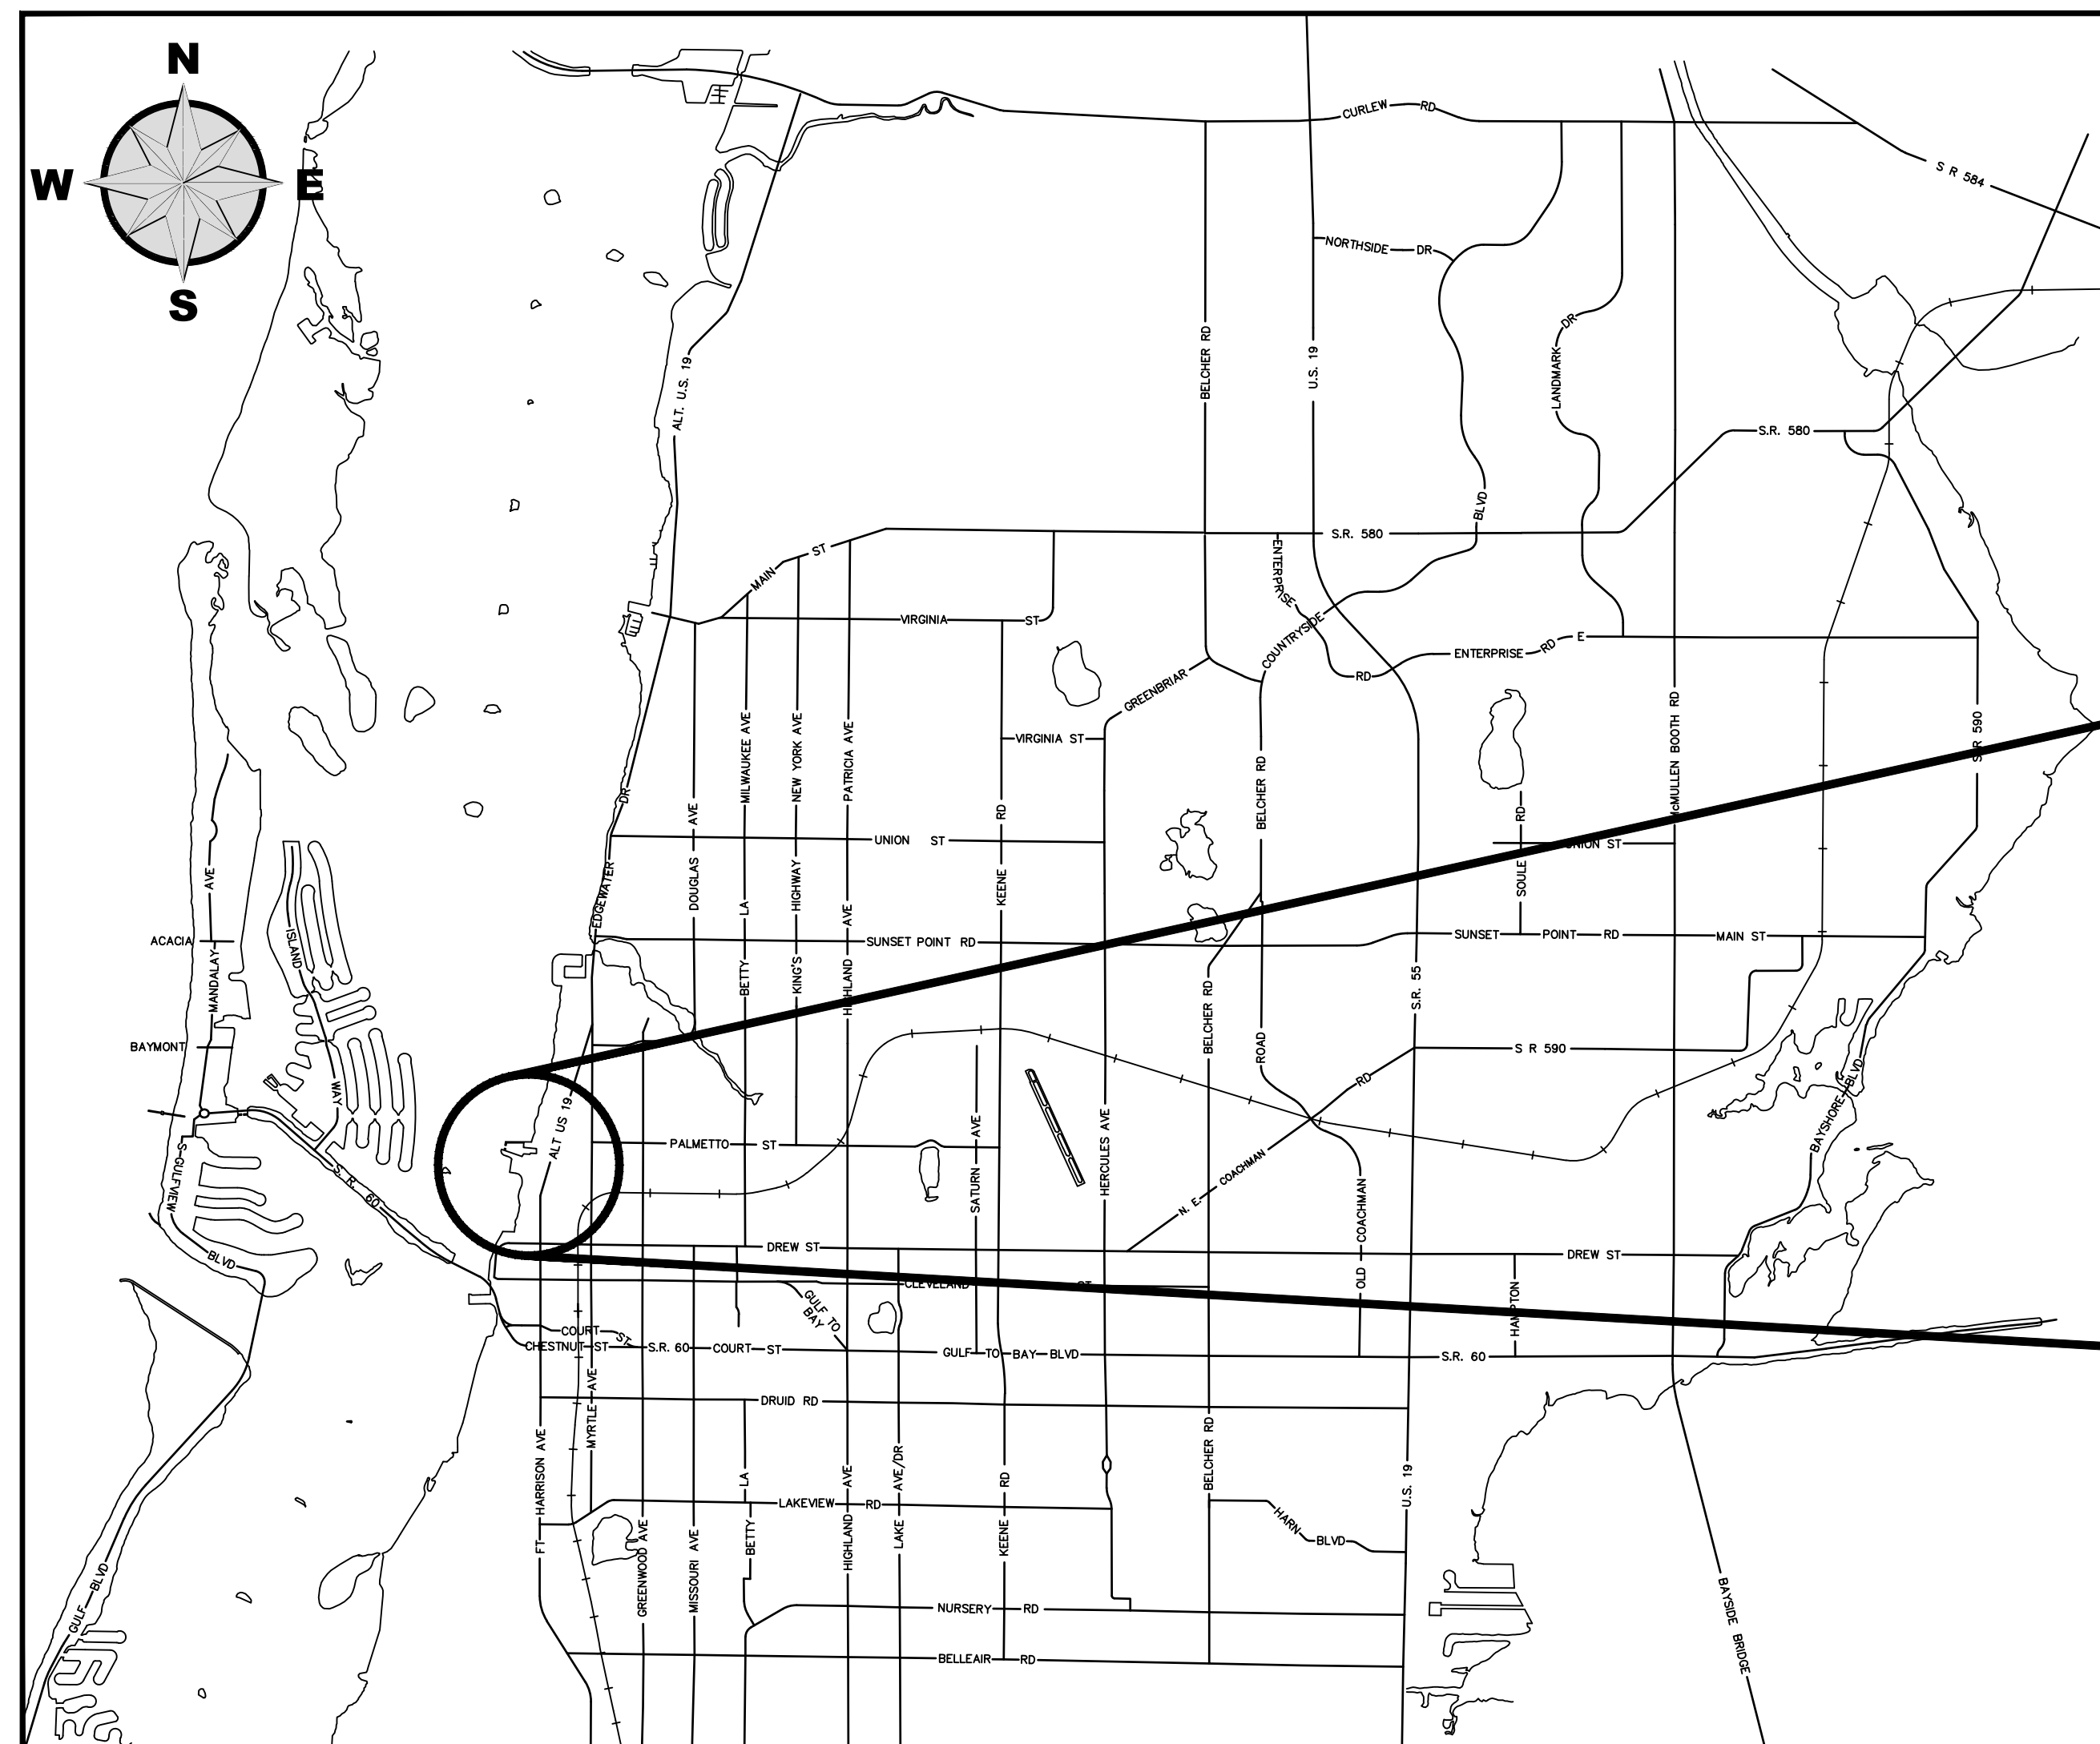 N
W
E
S
CURLEW RD
S R 584
NORTHSIDE DR
BELCHER RD
U.S. 19
LANDMARK DR
ALT. U.S. 19
S.R. 580
BLVD
S.R. 580
MAIN ST
ENTERPRISE
COUNTRYSIDE
VIRGINIA ST
ENTERPRISE RD E
RD
GREENBRIAR
VIRGINIA ST
MILWAUKEE AVE
NEW YORK AVE
PATRICIA AVE
McMULLEN BOOTH RD
S R 590
BELCHER RD
DR
DOUGLAS AVE
KEENE RD
SOULE RD
UNION ST
UNION ST
EDGEWATER
AVE
ISLAND
ACACIA
MANDALAY
BETTY LA
KING'S HIGHWAY
HIGHLAND AVE
SUNSET POINT RD
SUNSET POINT RD
MAIN ST
S.R. 55
BELCHER RD
ROAD
BAYMONT
WAY
S R 590
RD
BAYSHORE BLVD
ALT US 19
PALMETTO ST
SATURN AVE
HERCULES AVE
N. E. COACHMAN
OLD COACHMAN
S GULFVIEW
BLVD
S. R. 60
DREW ST
DREW ST
CLEVELAND ST
GULF TO
BAY
HAMPTON
COURT ST
CHESTNUT ST
S.R. 60
COURT ST
GULF TO BAY BLVD
S.R. 60
DRUID RD
MYRTLE AVE
FT HARRISON AVE
GREENWOOD AVE
MISSOURI AVE
BETTY LA
HIGHLAND AVE
LAKE AVE/DR
KEENE RD
BELCHER RD
U.S. 19
LAKEVIEW RD
HARN BLVD
NURSERY RD
BELLEAIR RD
GULF BLVD
BAYSIDE BRIDGE